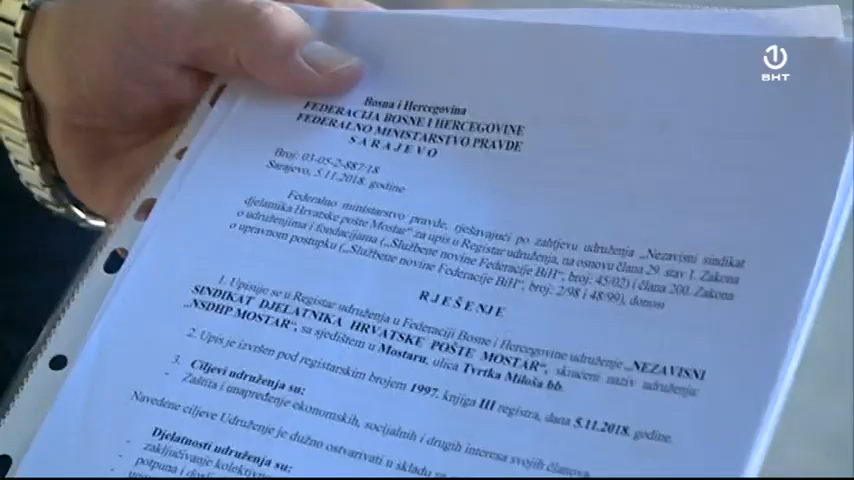 BHT
Bosna i Hercegovina
FEDERACIJA BOSNE I HERCEGOVINE
FEDERALNO MINISTARSTVO PRAVDE
S A R A J E V O
Broj: 03-05-2-887/18
Sarajevo, 5.11.2018. godine
Federalno ministarstvo pravde, rješavajući po zahtjevu udruženja „Nezavisni sindikat
djelatnika Hrvatske pošte Mostar" za upis u Registar udruženja, na osnovu člana 29. stav 1. Zakona
o udruženjima i fondacijama („Službene novine Federacije BiH", broj: 45/02) i člana 200. Zakona
o upravnom postupku („Službene novine Federacije BiH", broj: 2/98 i 48/99), donosi
R J E Š E N J E
1. Upisuje se u Registar udruženja u Federaciji Bosne i Hercegovine udruženje „NEZAVISNI
SINDIKAT DJELATNIKA HRVATSKE POŠTE MOSTAR", skraćeni naziv udruženja:
„NSDHP MOSTAR", sa sjedištem u Mostaru, ulica Tvrtka Miloša bb.
2. Upis je izvršen pod registarskim brojem 1997, knjiga III registra, dana 5.11.2018. godine.
3. Ciljevi udruženja su:
- Zaštita i unapređenje ekonomskih, socijalnih i drugih interesa svojih članova.
Navedene ciljeve Udruženje je dužno ostvarivati u skladu sa
Djelatnosti udruženja su:
- zaključivanje kolektivn
- potpuna i